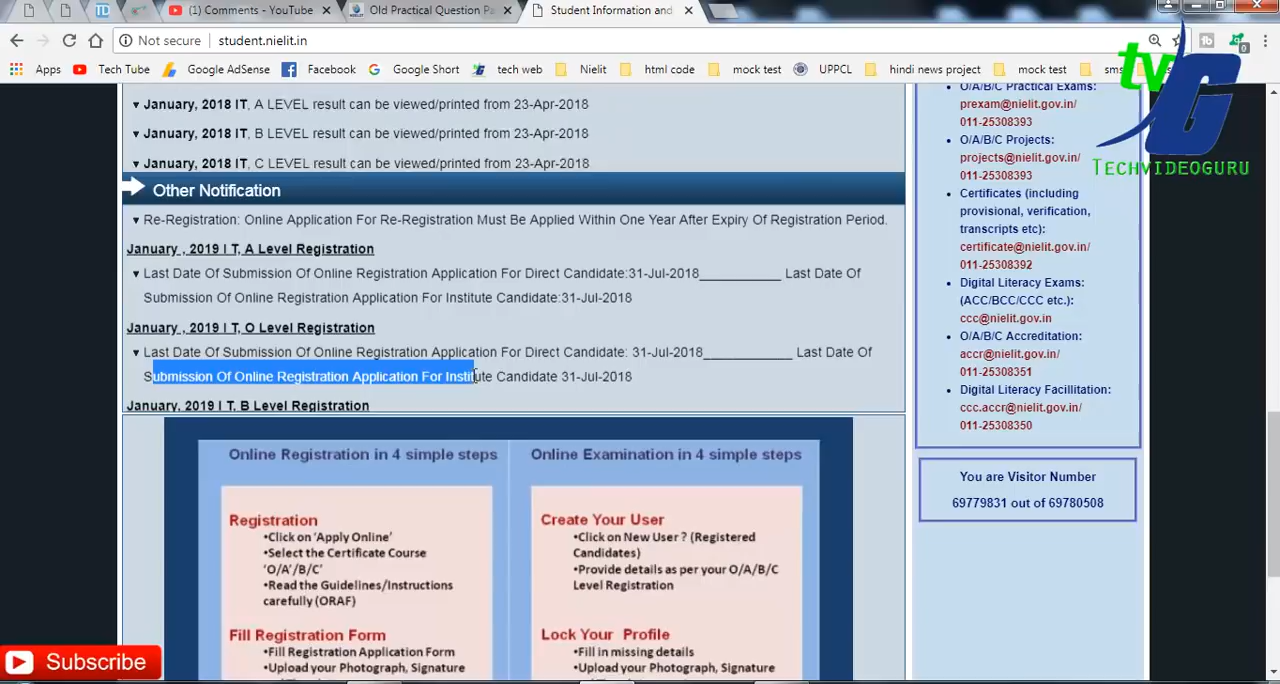 (1) Comments - YouTube
Old Practical Question Pa
Student Information and
Not secure
student.nielit.in
Apps
Tech Tube
Google AdSense
Facebook
Google Short
tech web
Nielit
html code
mock test
UPPCL
hindi news project
mock test
sms
tv
G
TECHVIDEOGURU
January, 2018 IT, A LEVEL result can be viewed/printed from 23-Apr-2018
January, 2018 IT, B LEVEL result can be viewed/printed from 23-Apr-2018
January, 2018 IT, C LEVEL result can be viewed/printed from 23-Apr-2018
Other Notification
Re-Registration: Online Application For Re-Registration Must Be Applied Within One Year After Expiry Of Registration Period.
January , 2019 I T, A Level Registration
Last Date Of Submission Of Online Registration Application For Direct Candidate:31-Jul-2018___________ Last Date Of
Submission Of Online Registration Application For Institute Candidate:31-Jul-2018
January , 2019 I T, O Level Registration
Last Date Of Submission Of Online Registration Application For Direct Candidate: 31-Jul-2018____________ Last Date Of
Submission Of Online Registration Application For Institute Candidate 31-Jul-2018
January, 2019 I T, B Level Registration
Online Registration in 4 simple steps
Registration
•Click on 'Apply Online'
•Select the Certificate Course
'O/A'/B/C'
•Read the Guidelines/Instructions
carefully (ORAF)
Fill Registration Form
•Fill Registration Application Form
•Upload your Photograph, Signature
Online Examination in 4 simple steps
Create Your User
•Click on New User ? (Registered
Candidates)
•Provide details as per your O/A/B/C
Level Registration
Lock Your Profile
•Fill in missing details
•Upload your Photograph, Signature
O/A/B/C Practical Exams:
prexam@nielit.gov.in/
011-25308393
O/A/B/C Projects:
projects@nielit.gov.in/
011-25308393
Certificates (including
provisional, verification,
transcripts etc):
certificate@nielit.gov.in/
011-25308392
Digital Literacy Exams:
(ACC/BCC/CCC etc.):
ccc@nielit.gov.in
O/A/B/C Accreditation:
accr@nielit.gov.in/
011-25308351
Digital Literacy Facillitation:
ccc.accr@nielit.gov.in/
011-25308350
You are Visitor Number
69779831 out of 69780508
Subscribe